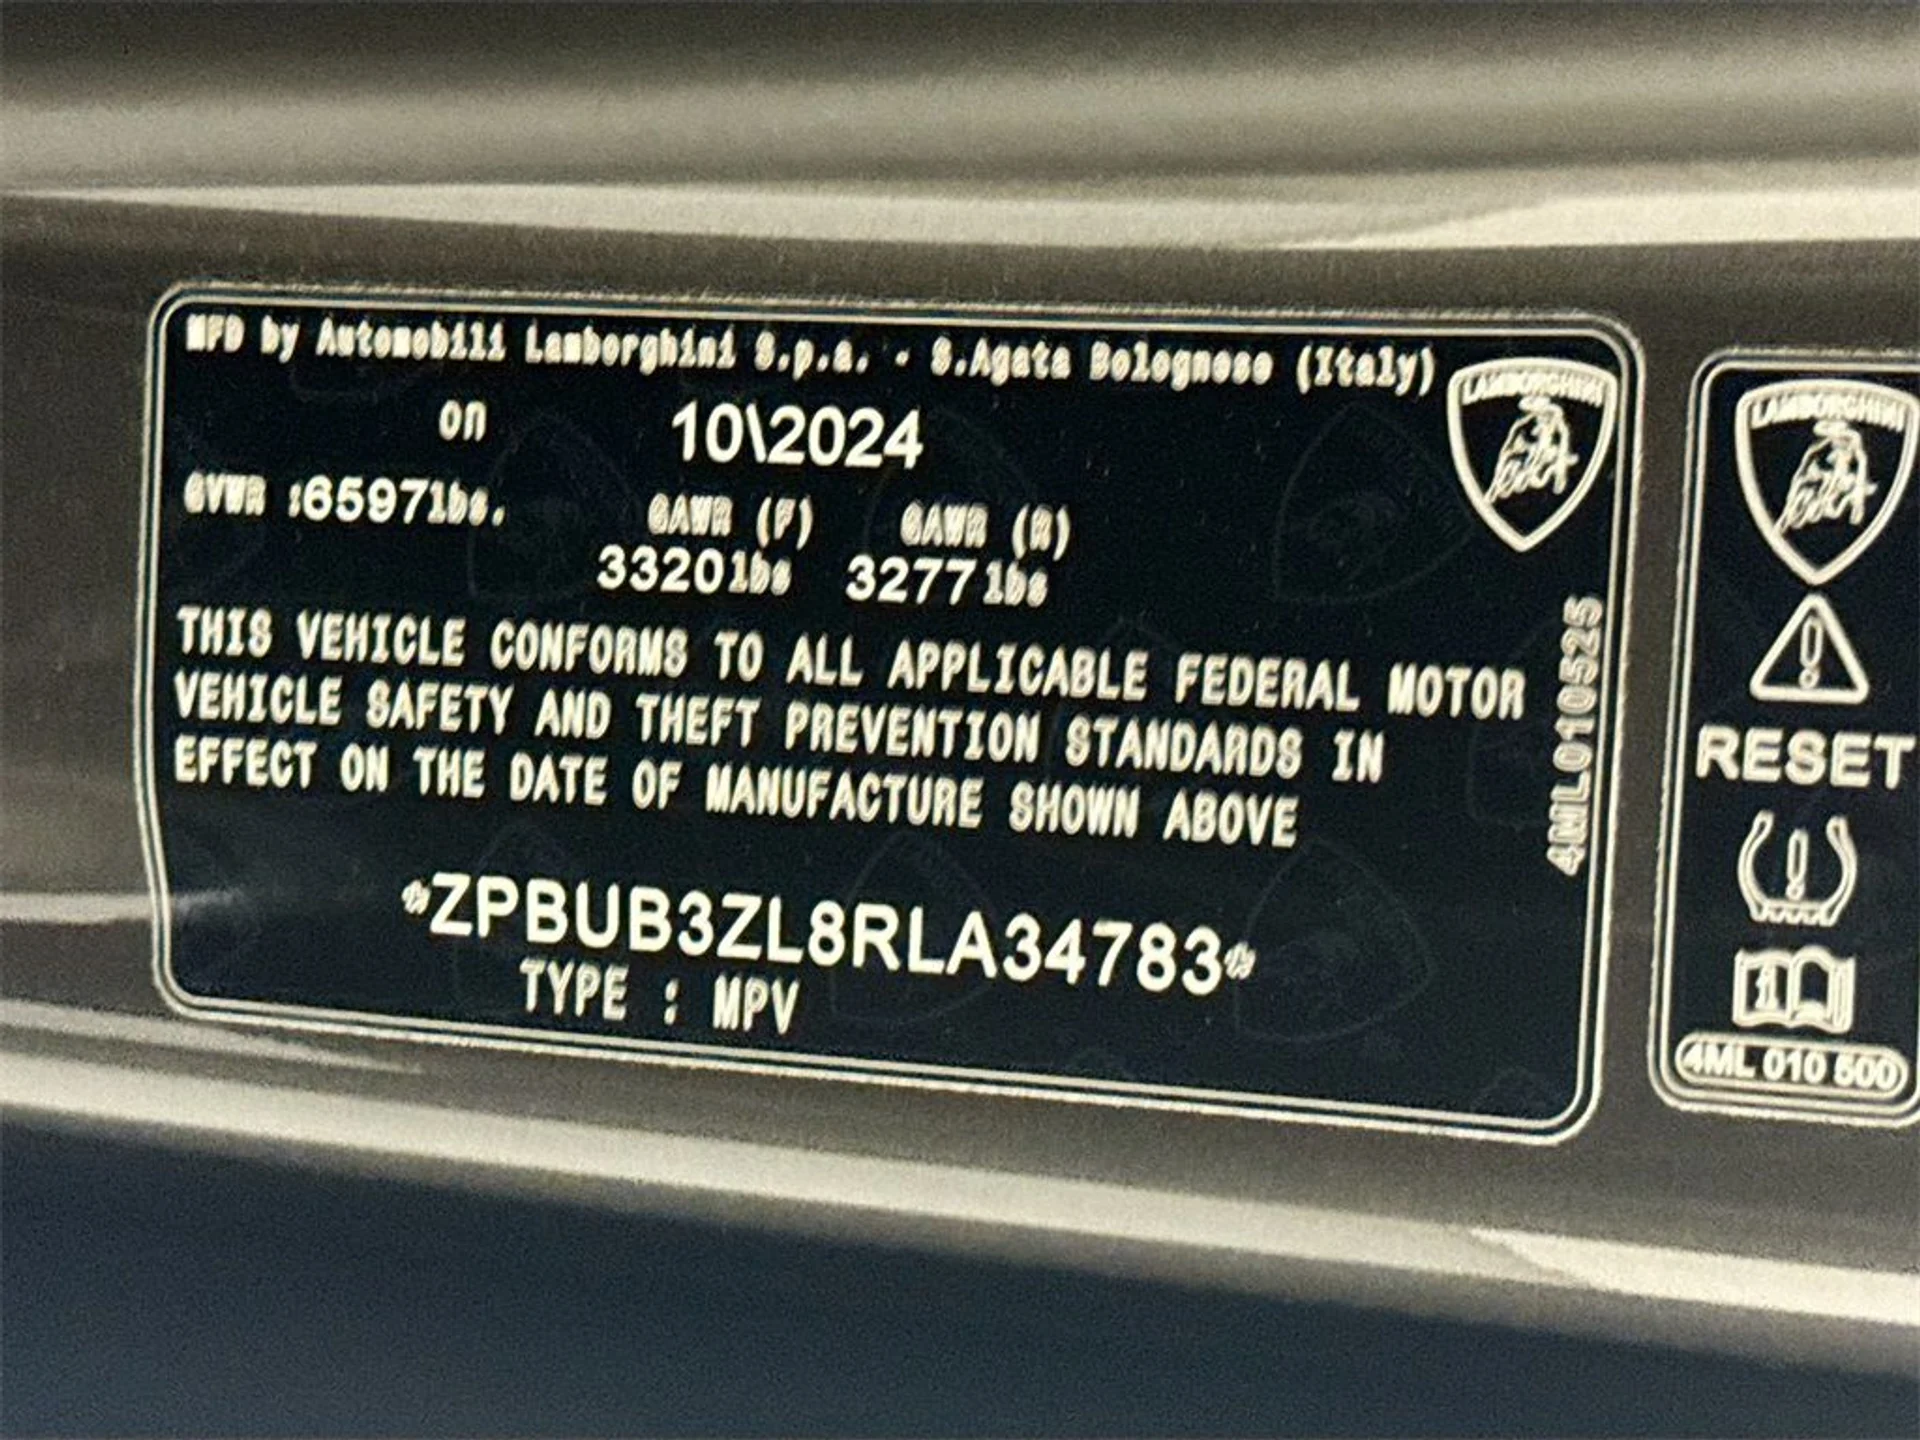 MFD by Automobili Lamborghini S.p.a. - S.Agata Bolognese (Italy)
on 10\2024
GVWR :6597lbs. GAWR (F) GAWR (R)
3320lbs 3277lbs
THIS VEHICLE CONFORMS TO ALL APPLICABLE FEDERAL MOTOR
VEHICLE SAFETY AND THEFT PREVENTION STANDARDS IN
EFFECT ON THE DATE OF MANUFACTURE SHOWN ABOVE
*ZPBUB3ZL8RLA34783*
TYPE : MPV
LAMBORGHINI
4ML010525
LAMBORGHINI
RESET
4ML 010 500